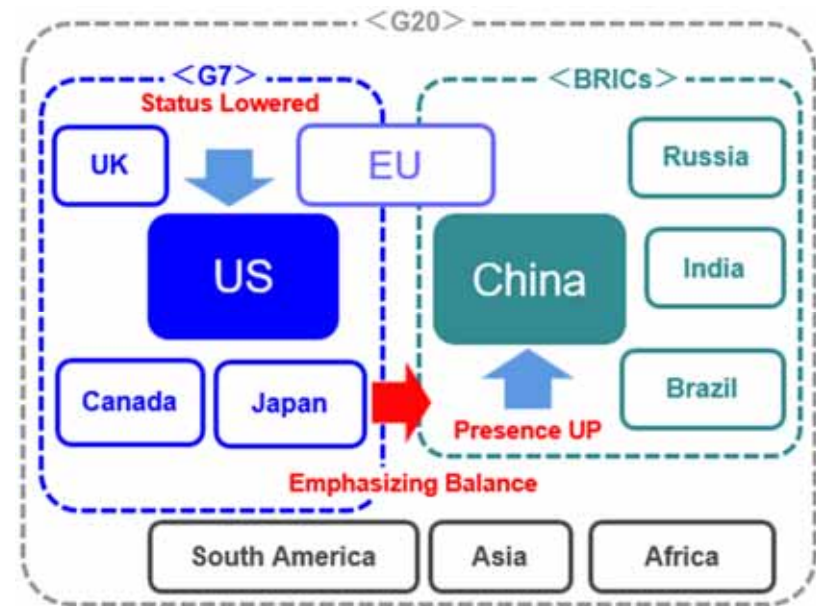 <G20>
<G7>
<BRICs>
Status Lowered
UK
EU
Russia
US
China
India
Canada
Japan
Brazil
Presence UP
Emphasizing Balance
South America
Asia
Africa